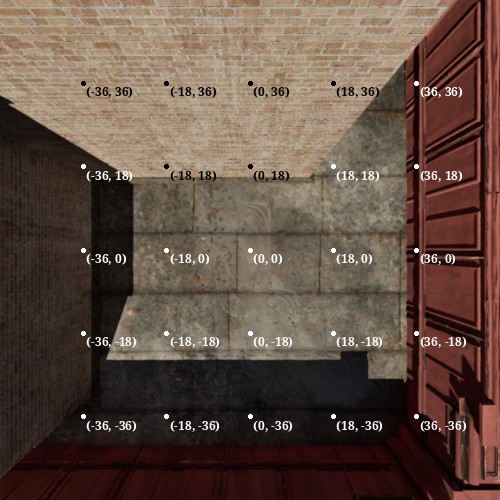 (-36, 36) (-18, 36) (0, 36) (18, 36) (36, 36)
(-36, 18) (-18, 18) (0, 18) (18, 18) (36, 18)
(-36, 0) (-18, 0) (0, 0) (18, 0) (36, 0)
(-36, -18) (-18, -18) (0, -18) (18, -18) (36, -18)
(-36, -36) (-18, -36) (0, -36) (18, -36) (36, -36)